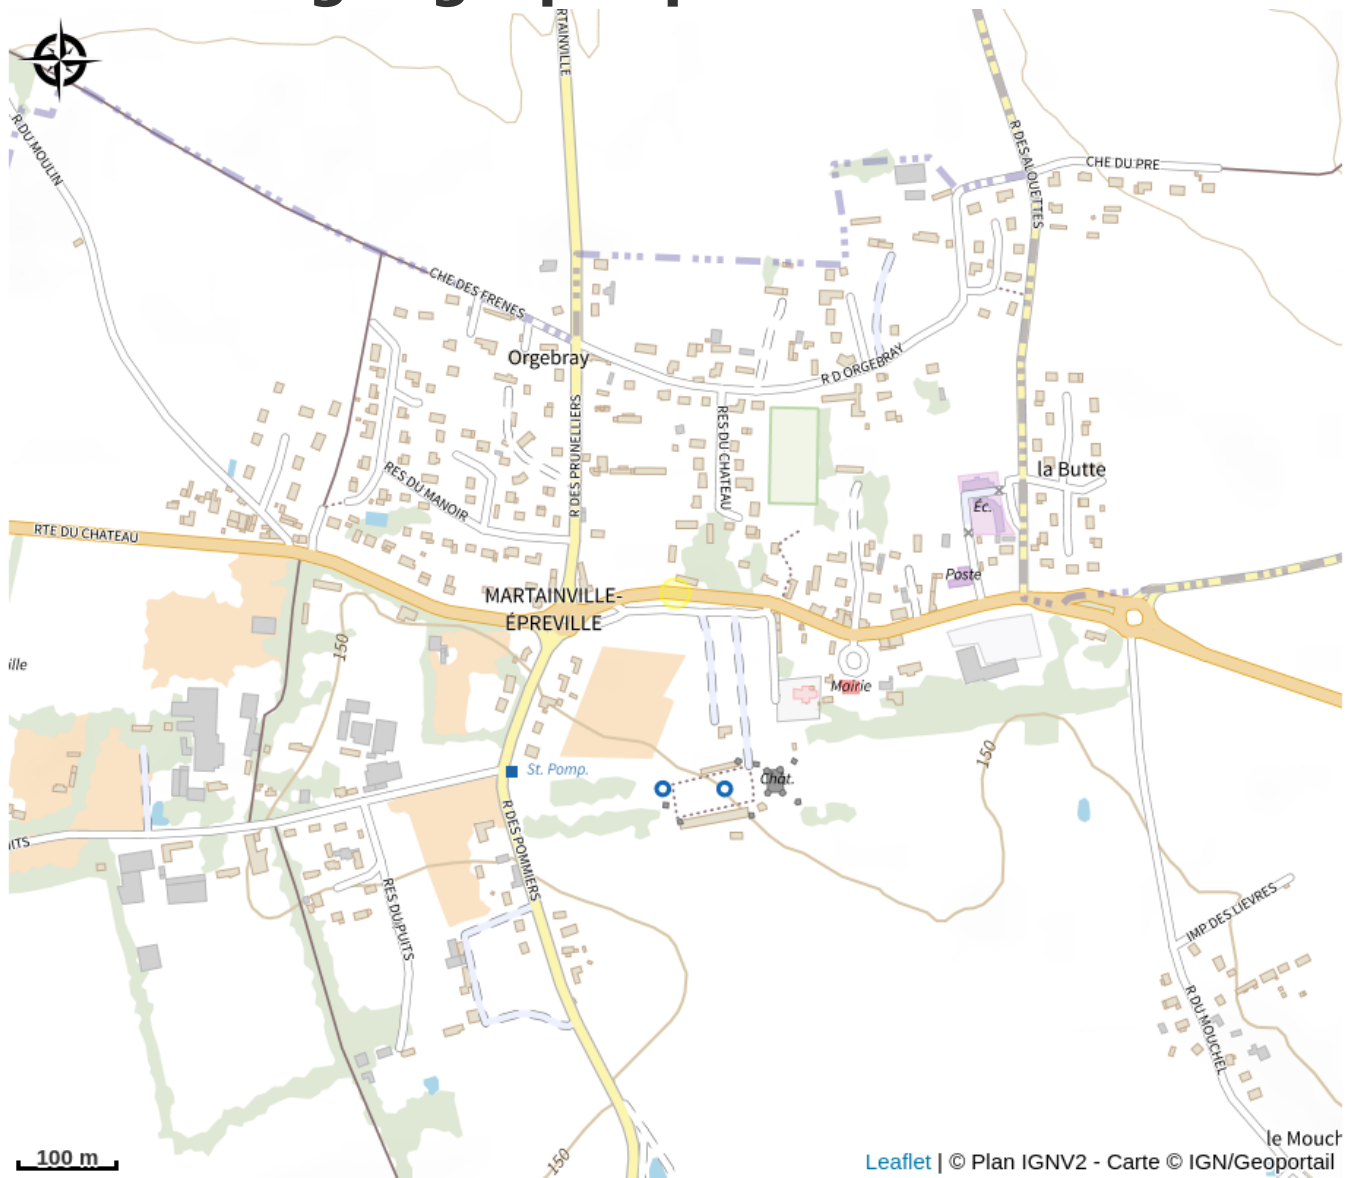 RTAINVILLE
R DU MOULIN
R DES ALOUETTES
CHE DU PRE
CHE DES FRENES
Orgebray
R D ORGEBRAY
R DES PRUNELLIERS
RES DU CHATEAU
la Butte
RES DU MANOIR
Éc.
RTE DU CHATEAU
Poste
MARTAINVILLE-
ÉPREVILLE
150
ille
Mairie
150
St. Pomp.
Chât.
R DES POMMIERS
ITS
RES DU PUITS
IMP DES LIEVRES
R DU MOUCHEL
le Mouch
150
100 m
Leaflet | © Plan IGNV2 - Carte © IGN/Geoportail